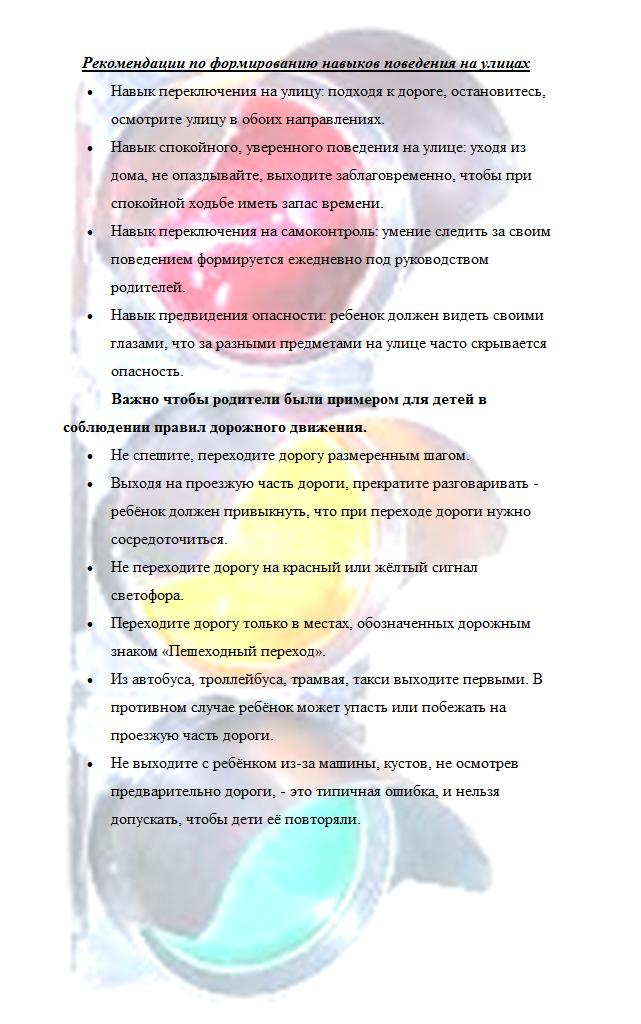 Рекомендации по формированию навыков поведения на улицах
• Навык переключения на улицу: подходя к дороге, остановитесь,
осмотрите улицу в обоих направлениях.
• Навык спокойного, уверенного поведения на улице: уходя из
дома, не опаздывайте, выходите заблаговременно, чтобы при
спокойной ходьбе иметь запас времени.
• Навык переключения на самоконтроль: умение следить за своим
поведением формируется ежедневно под руководством
родителей.
• Навык предвидения опасности: ребенок должен видеть своими
глазами, что за разными предметами на улице часто скрывается
опасность.
Важно чтобы родители были примером для детей в
соблюдении правил дорожного движения.
• Не спешите, переходите дорогу размеренным шагом.
• Выходя на проезжую часть дороги, прекратите разговаривать -
ребёнок должен привыкнуть, что при переходе дороги нужно
сосредоточиться.
• Не переходите дорогу на красный или жёлтый сигнал
светофора.
• Переходите дорогу только в местах, обозначенных дорожным
знаком «Пешеходный переход».
• Из автобуса, троллейбуса, трамвая, такси выходите первыми. В
противном случае ребёнок может упасть или побежать на
проезжую часть дороги.
• Не выходите с ребёнком из-за машины, кустов, не осмотрев
предварительно дороги, - это типичная ошибка, и нельзя
допускать, чтобы дети её повторяли.